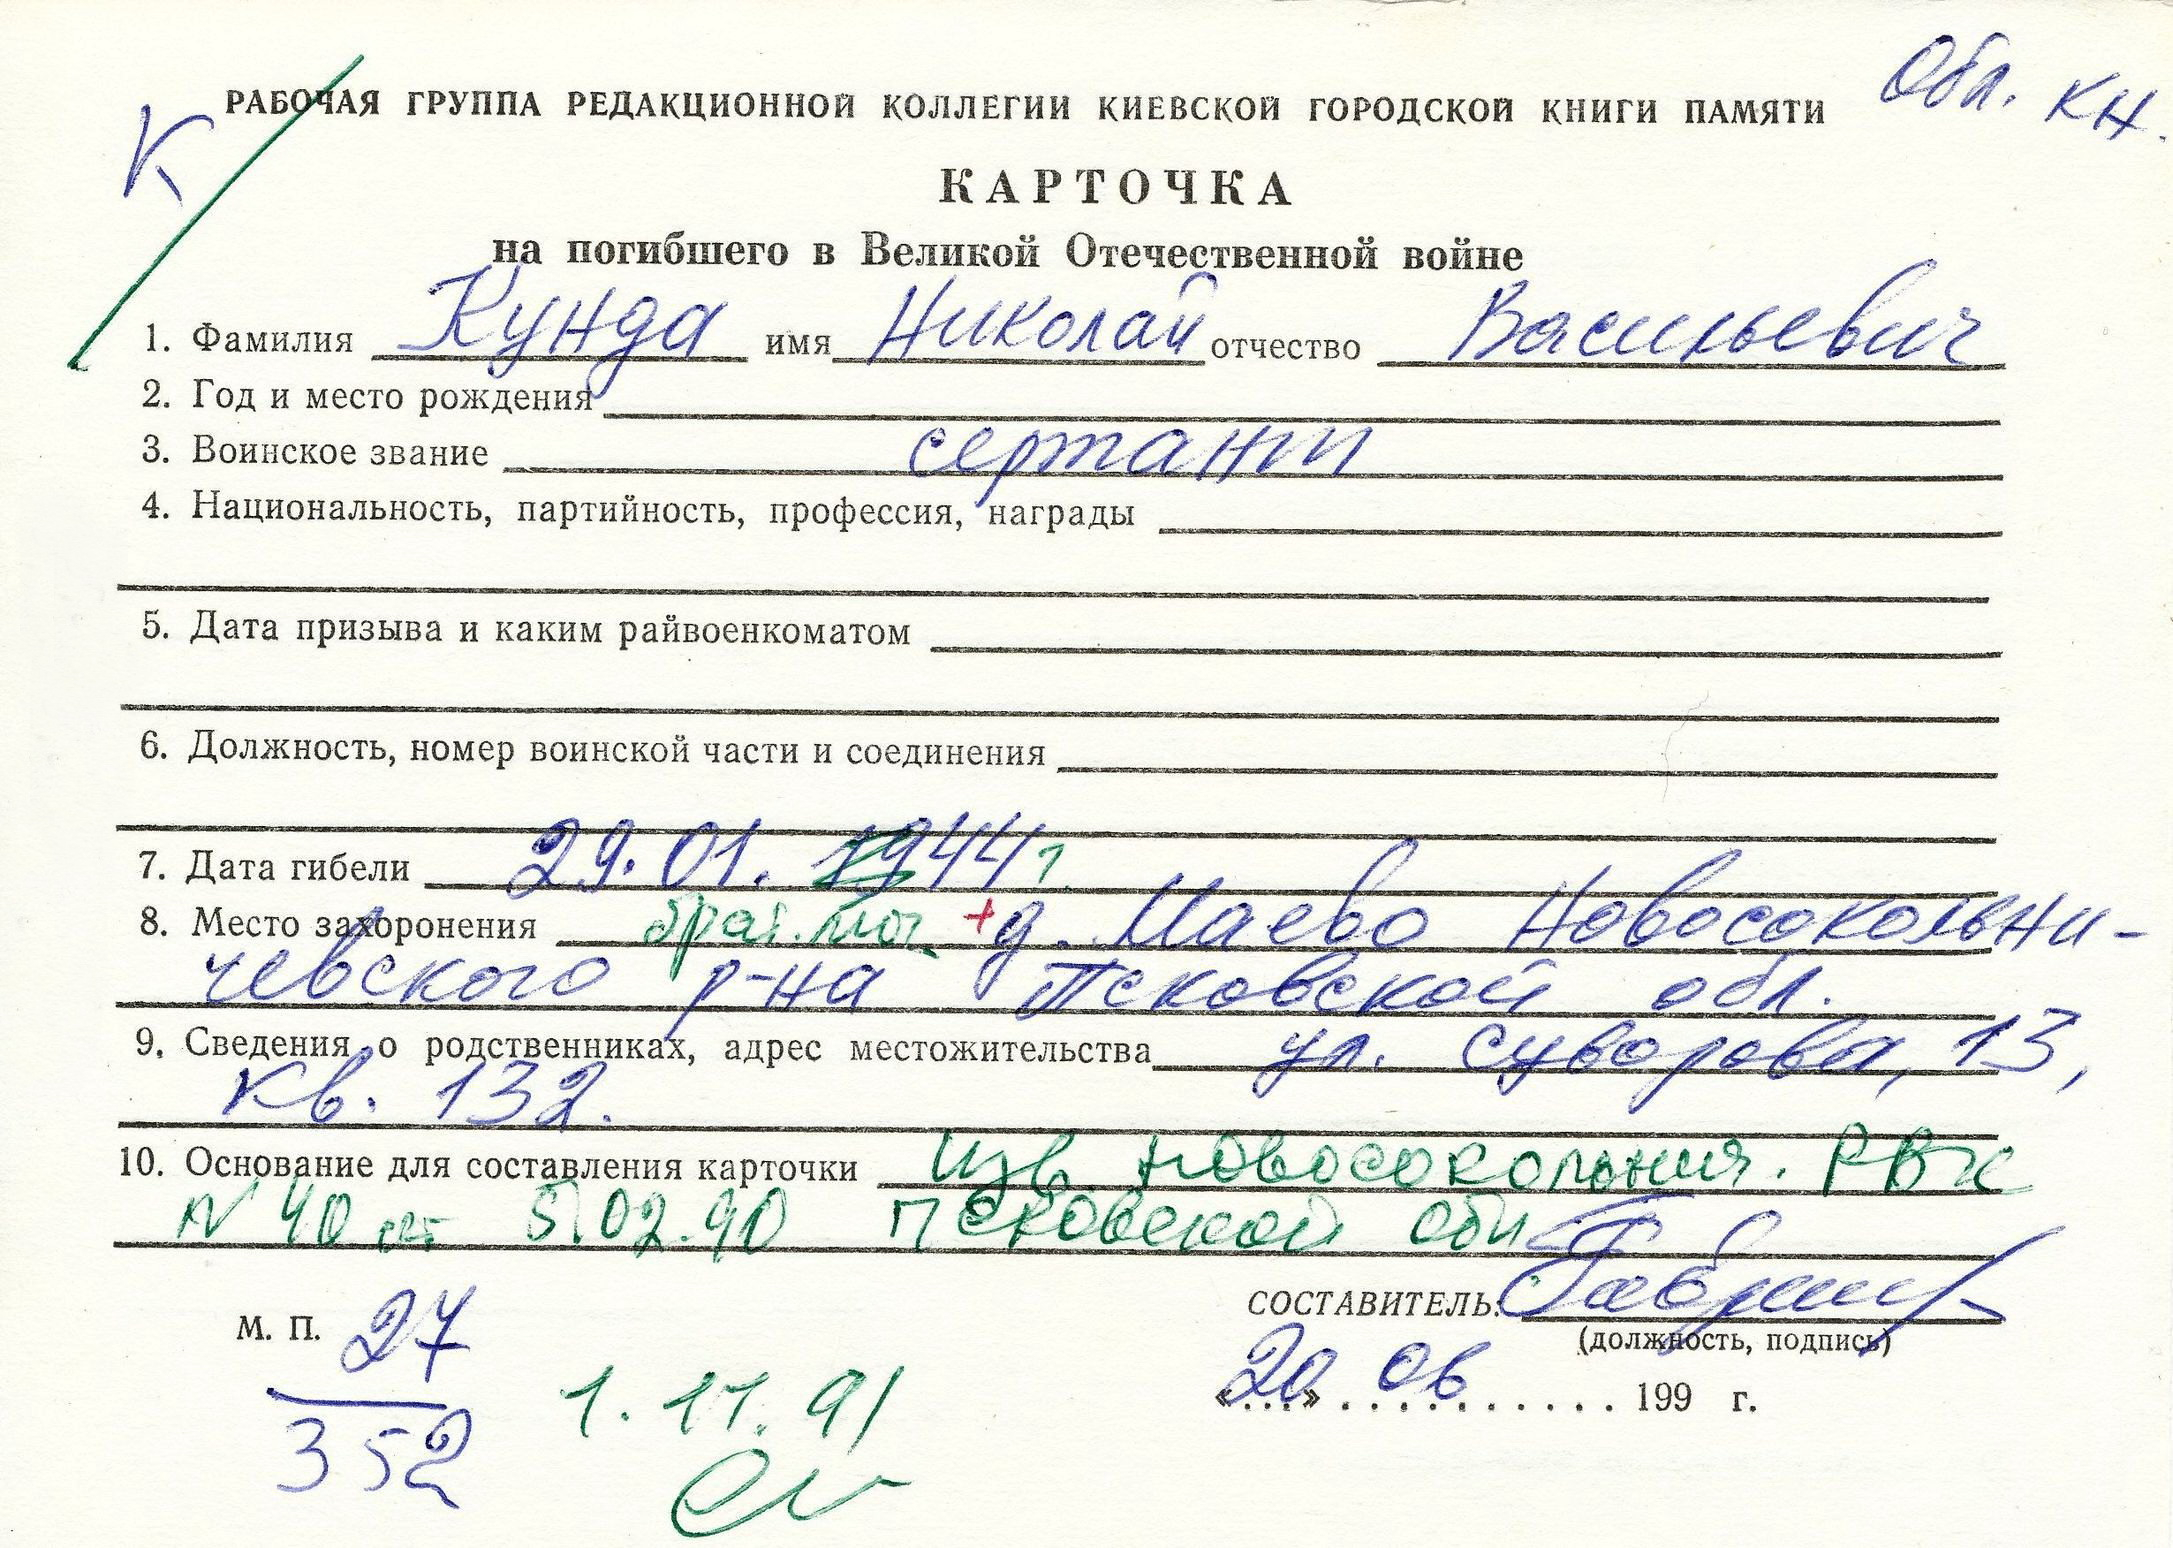 Обл. кн.
К
РАБОЧАЯ ГРУППА РЕДАКЦИОННОЙ КОЛЛЕГИИ КИЕВСКОЙ ГОРОДСКОЙ КНИГИ ПАМЯТИ
КАРТОЧКА
на погибшего в Великой Отечественной войне
1. Фамилия Кунда имя Николай отчество Васильевич
2. Год и место рождения
3. Воинское звание сержант
4. Национальность, партийность, профессия, награды
5. Дата призыва и каким райвоенкоматом
6. Должность, номер воинской части и соединения
7. Дата гибели 29.01.1944 г
8. Место захоронения брат. мог. + д. Маево Новосокольни-
чевского р-на Псковской обл.
9. Сведения о родственниках, адрес местожительства ул. Суворова, 13,
кв. 132.
10. Основание для составления карточки Изв. Новосокольнич. РВК
N 40 от 5.02.90 Псковской обл
СОСТАВИТЕЛЬ:
(должность, подпись)
М. П. 27
352
1.11.91
«20» 06 199 г.